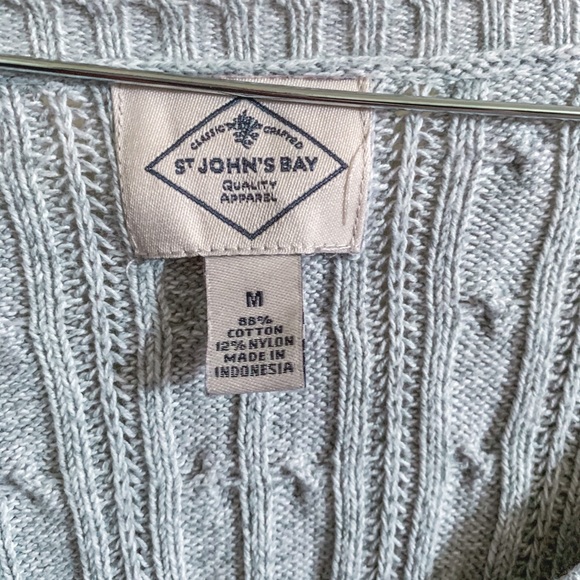 CLASSIC CRAFTED
ST JOHN'S BAY
QUALITY
APPAREL
M
88%
COTTON
12% NYLON
MADE IN
INDONESIA